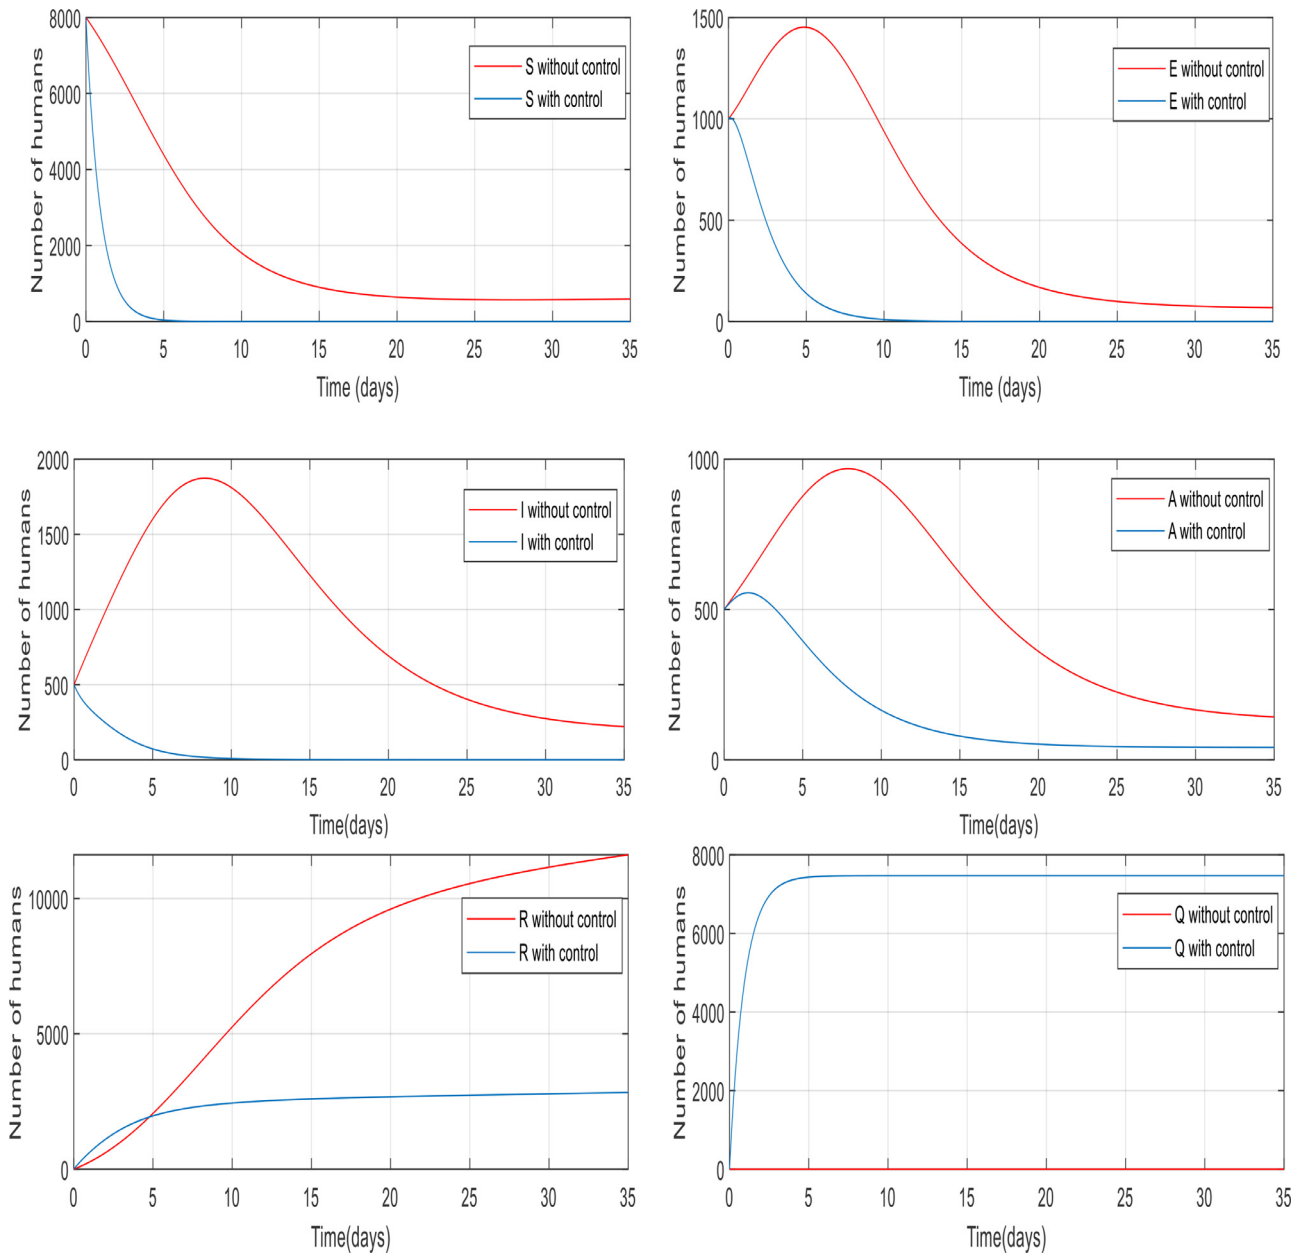 Number of humans
8000
6000
4000
2000
0
S without control
S with control
0 5 10 15 20 25 30 35
Time (days)
Number of humans
1500
1000
500
0
E without control
E with control
0 5 10 15 20 25 30 35
Time (days)
Number of humans
2000
1500
1000
500
0
I without control
I with control
0 5 10 15 20 25 30 35
Time(days)
Number of humans
1000
500
0
A without control
A with control
0 5 10 15 20 25 30 35
Time(days)
Number of humans
10000
5000
0
R without control
R with control
0 5 10 15 20 25 30 35
Time(days)
Number of humans
8000
6000
4000
2000
0
Q without control
Q with control
0 5 10 15 20 25 30 35
Time(days)